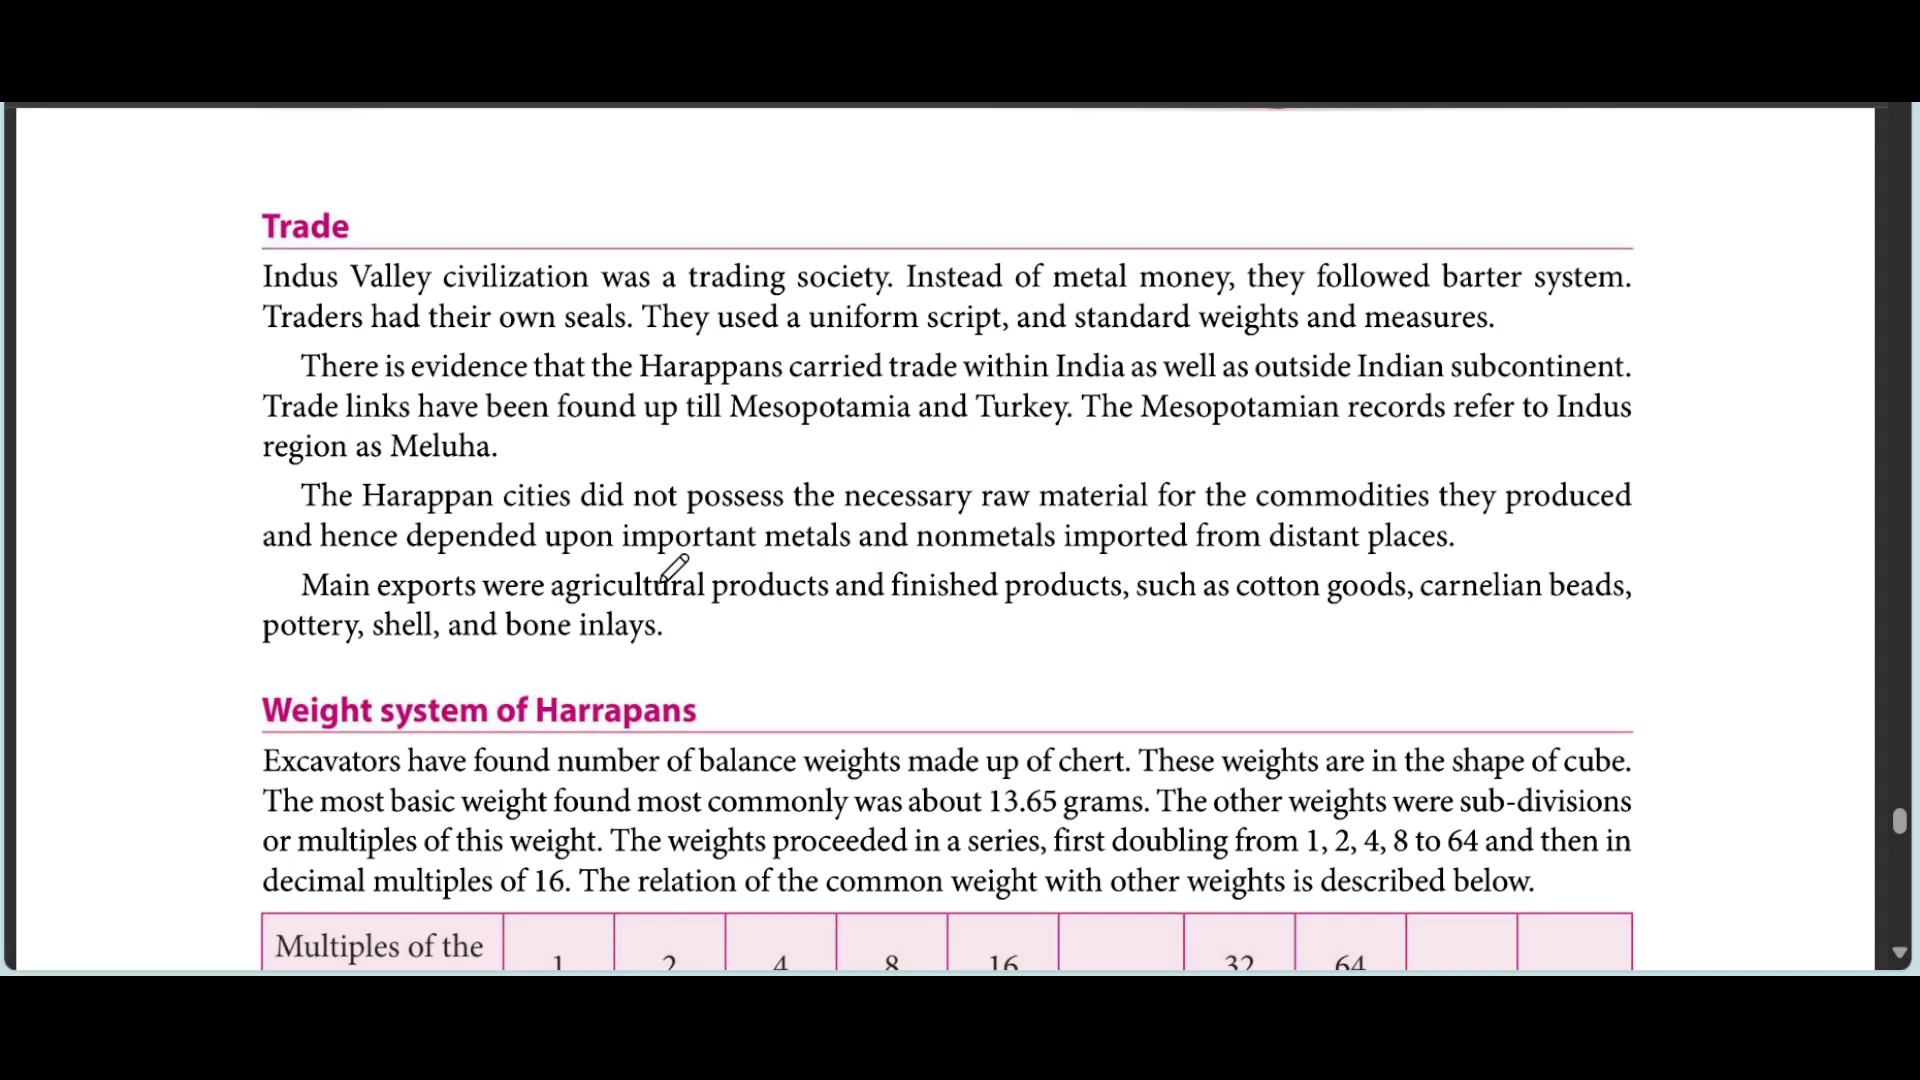 Trade
Indus Valley civilization was a trading society. Instead of metal money, they followed barter system.
Traders had their own seals. They used a uniform script, and standard weights and measures.
There is evidence that the Harappans carried trade within India as well as outside Indian subcontinent.
Trade links have been found up till Mesopotamia and Turkey. The Mesopotamian records refer to Indus
region as Meluha.
The Harappan cities did not possess the necessary raw material for the commodities they produced
and hence depended upon important metals and nonmetals imported from distant places.
Main exports were agricultural products and finished products, such as cotton goods, carnelian beads,
pottery, shell, and bone inlays.
Weight system of Harrapans
Excavators have found number of balance weights made up of chert. These weights are in the shape of cube.
The most basic weight found most commonly was about 13.65 grams. The other weights were sub-divisions
or multiples of this weight. The weights proceeded in a series, first doubling from 1, 2, 4, 8 to 64 and then in
decimal multiples of 16. The relation of the common weight with other weights is described below.
Multiples of the 1 2 4 8 16 32 64